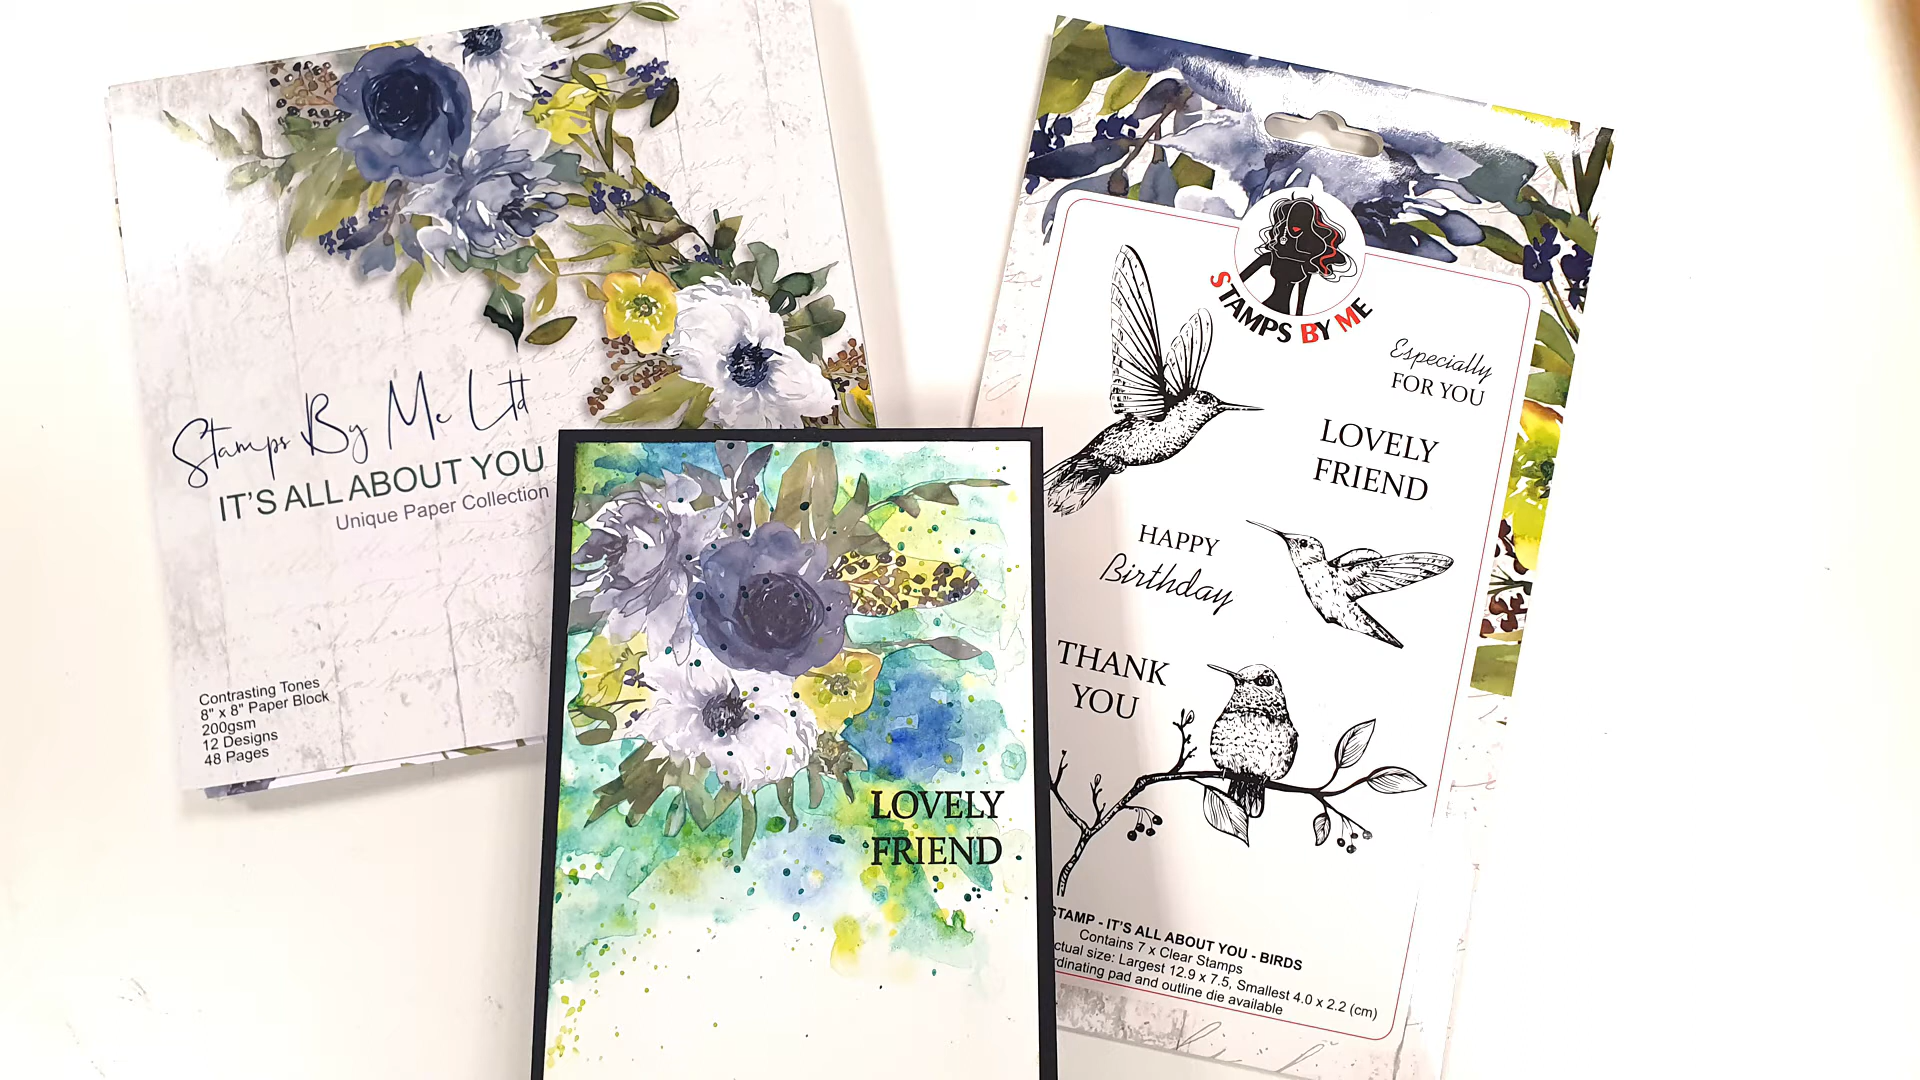 Stamps By Me Ltd
IT'S ALL ABOUT YOU
Unique Paper Collection
Contrasting Tones
8" x 8" Paper Block
200gsm
12 Designs
48 Pages
LOVELY
FRIEND
STAMPS BY ME
Especially
FOR YOU
LOVELY
FRIEND
HAPPY
Birthday
THANK
YOU
STAMP - IT'S ALL ABOUT YOU - BIRDS
Contains 7 x Clear Stamps
ctual size: Largest 12.9 x 7.5, Smallest 4.0 x 2.2 (cm)
rdinating pad and outline die available